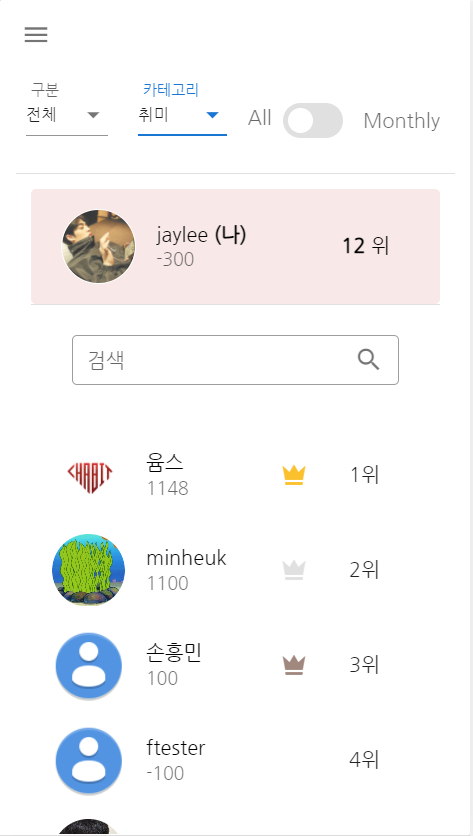 구분
전체
카테고리
취미
All
Monthly
jaylee (나)
-300
12 위
검색
CHABIT
윰스
1148
1위
minheuk
1100
2위
손흥민
100
3위
ftester
-100
4위